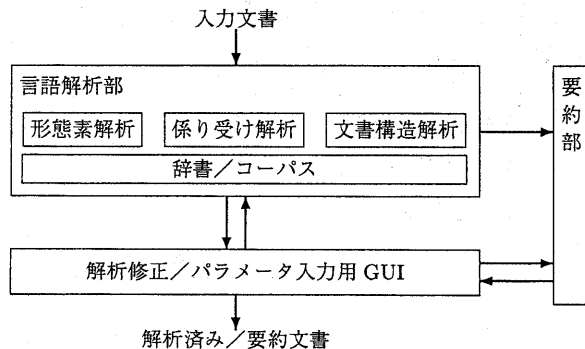 入力文書
言語解析部
形態素解析
係り受け解析
文書構造解析
辞書／コーパス
要約部
解析修正／パラメータ入力用 GUI
解析済み／要約文書